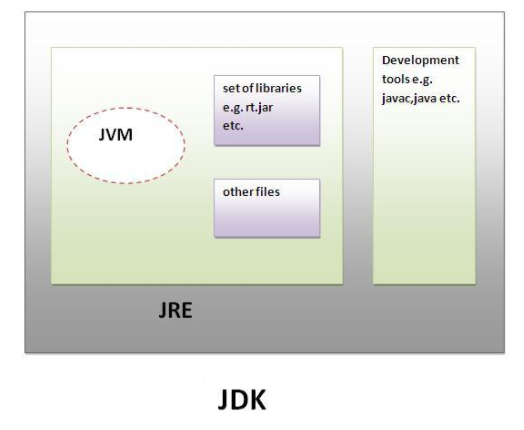 JVM
set of libraries
e.g. rt.jar
etc.
other files
Development
tools e.g.
javac,java etc.
JRE
JDK